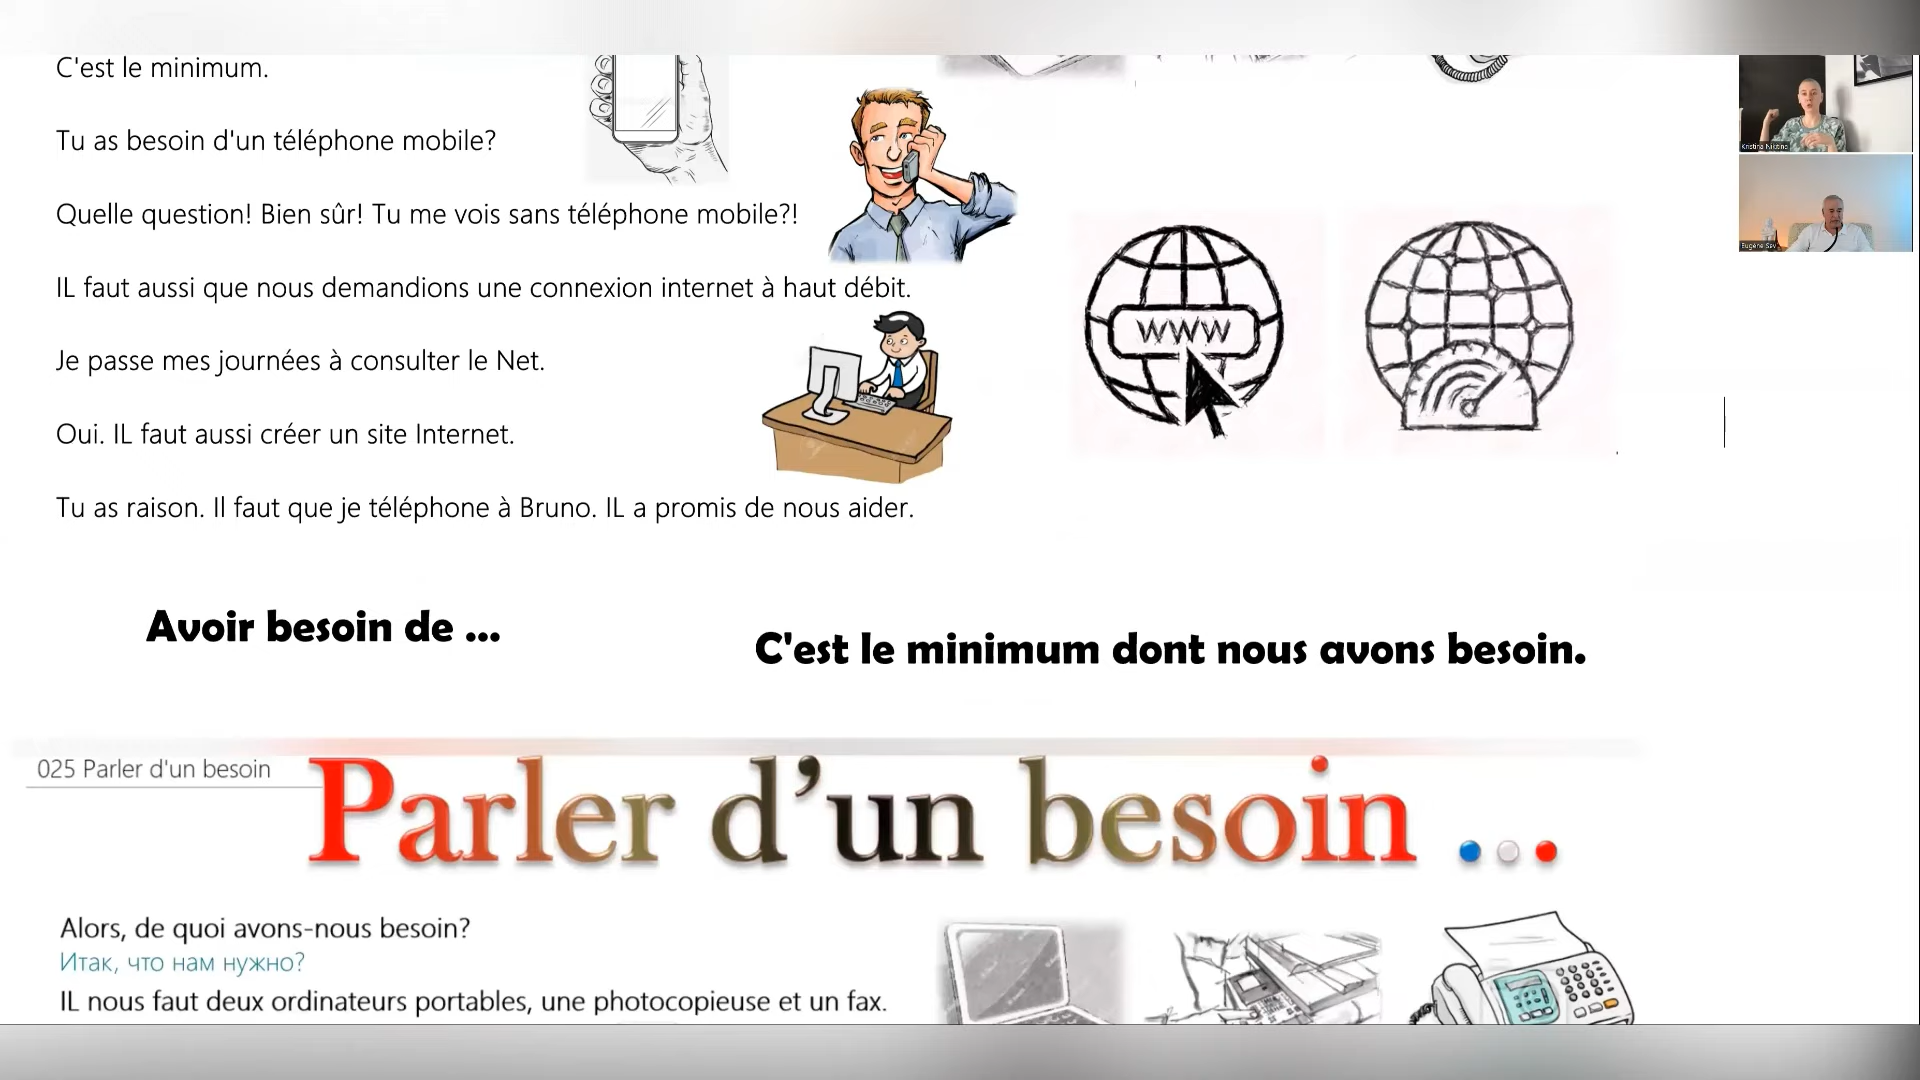 C'est le minimum.
Tu as besoin d'un téléphone mobile?
Quelle question! Bien sûr! Tu me vois sans téléphone mobile?!
IL faut aussi que nous demandions une connexion internet à haut débit.
Je passe mes journées à consulter le Net.
Oui. IL faut aussi créer un site Internet.
Tu as raison. Il faut que je téléphone à Bruno. IL a promis de nous aider.
www
Kristina Nikitina
Eugène Sav
Avoir besoin de ...
C'est le minimum dont nous avons besoin.
025 Parler d'un besoin
Parler d’un besoin ...
Alors, de quoi avons-nous besoin?
Итак, что нам нужно?
IL nous faut deux ordinateurs portables, une photocopieuse et un fax.